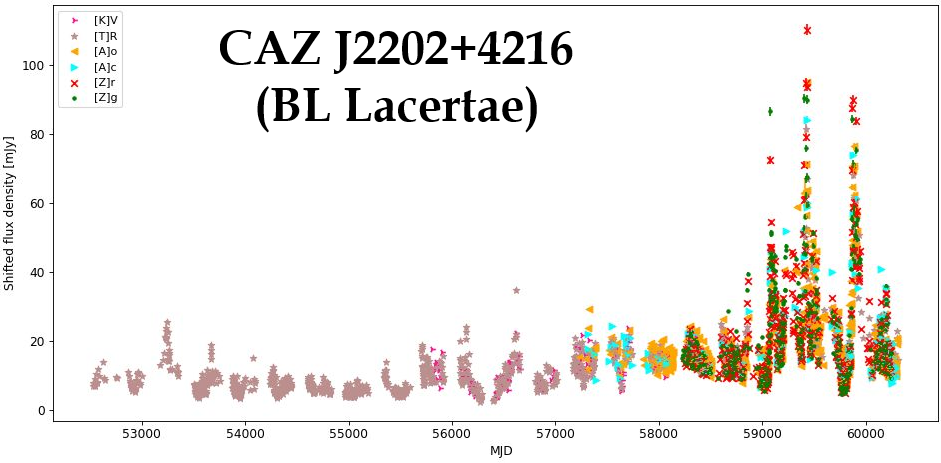 CAZ J2202+4216
(BL Lacertae)
[K]V
[T]R
[A]o
[A]c
[Z]r
[Z]g
Shifted flux density [mJy]
100
80
60
40
20
0
53000 54000 55000 56000 57000 58000 59000 60000
MJD